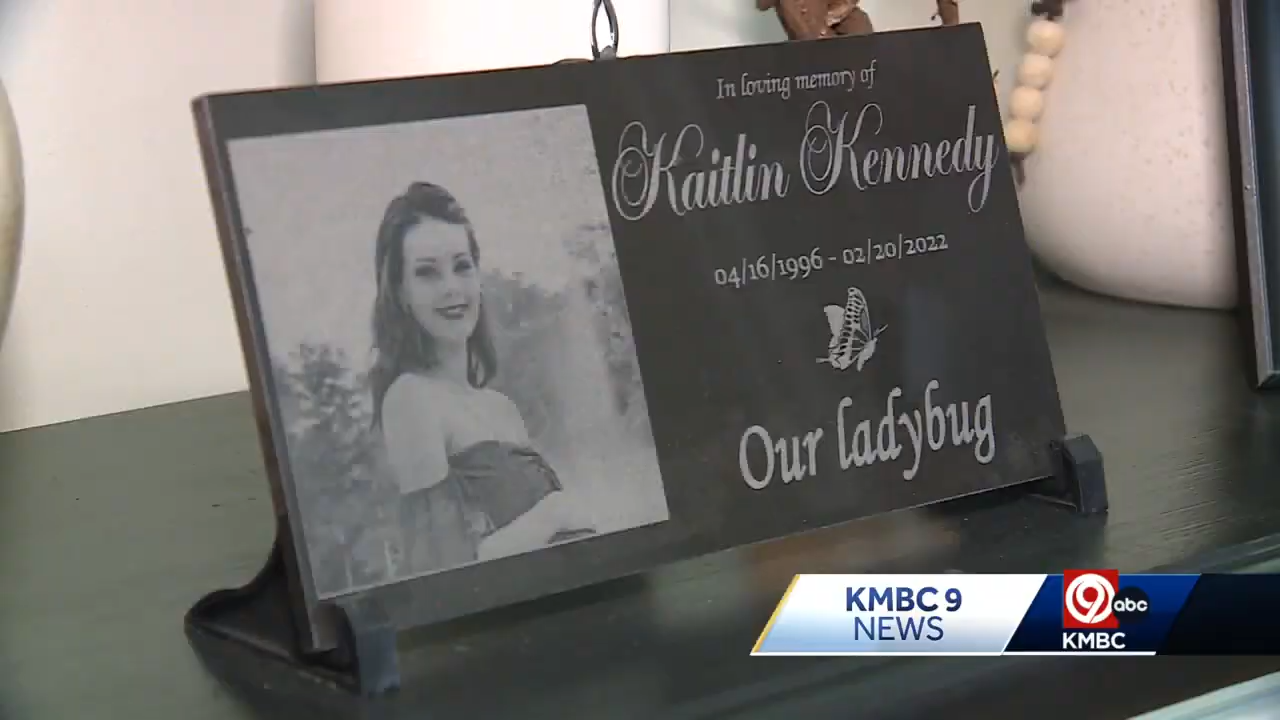 In loving memory of
Kaitlin Kennedy
04/16/1996 - 02/20/2022
Our ladybug
KMBC 9
NEWS
9 abc
KMBC